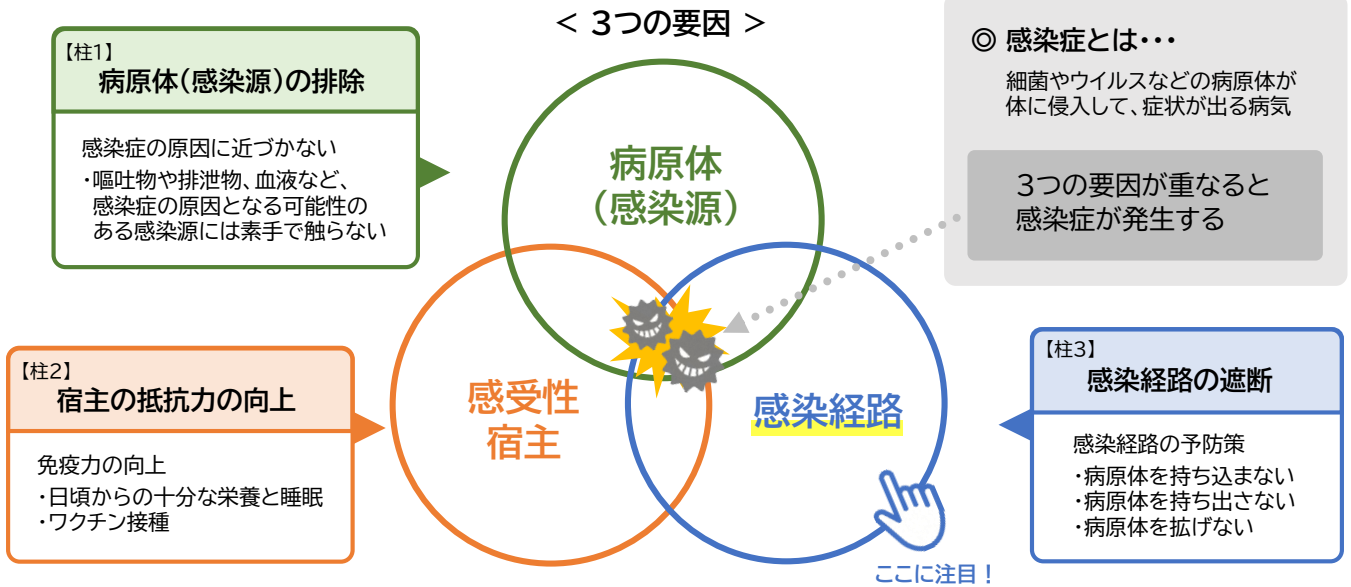 < 3つの要因 >
【柱1】
病原体(感染源)の排除
感染症の原因に近づかない
・嘔吐物や排泄物、血液など、
感染症の原因となる可能性の
ある感染源には素手で触らない
病原体
(感染源)
◎ 感染症とは・・・
細菌やウイルスなどの病原体が
体に侵入して、症状が出る病気
3つの要因が重なると
感染症が発生する
【柱2】
宿主の抵抗力の向上
免疫力の向上
・日頃からの十分な栄養と睡眠
・ワクチン接種
感受性
宿主
感染経路
ここに注目!
【柱3】
感染経路の遮断
感染経路の予防策
・病原体を持ち込まない
・病原体を持ち出さない
・病原体を拡げない